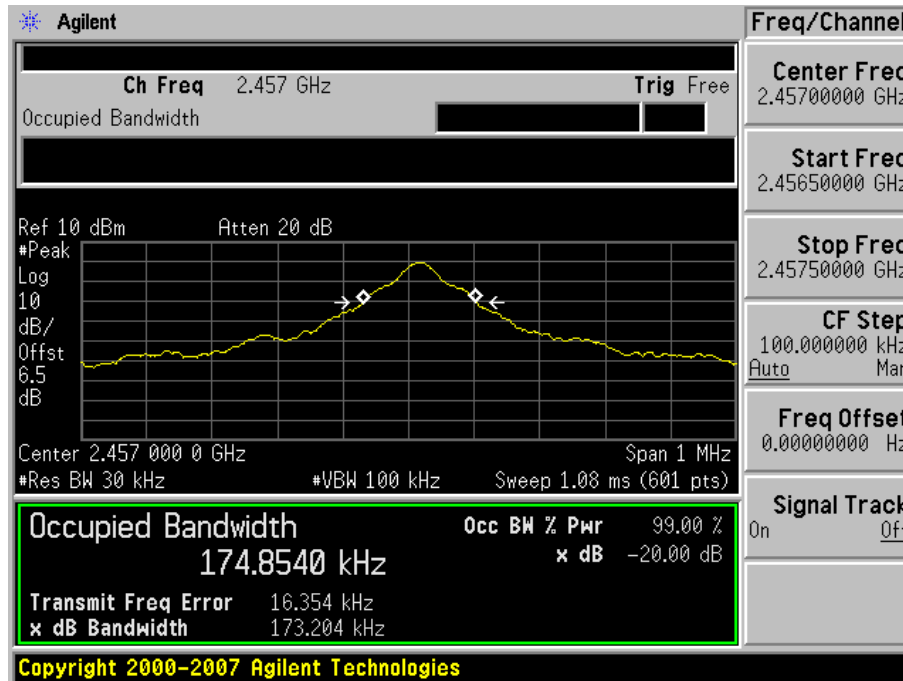 Agilent
Freq/Channel
Ch Freq 2.457 GHz Trig Free
Occupied Bandwidth
Center Freq
2.45700000 GHz
Start Freq
2.45650000 GHz
Stop Freq
2.45750000 GHz
CF Step
100.000000 kHz
Auto Man
Freq Offset
0.00000000 Hz
Signal Track
On Off
Ref 10 dBm Atten 20 dB
#Peak
Log
10
dB/
Offst
6.5
dB
Center 2.457 000 0 GHz Span 1 MHz
#Res BW 30 kHz #VBW 100 kHz Sweep 1.08 ms (601 pts)
Occupied Bandwidth
174.8540 kHz
Occ BW % Pwr 99.00 %
x dB -20.00 dB
Transmit Freq Error 16.354 kHz
x dB Bandwidth 173.204 kHz
Copyright 2000-2007 Agilent Technologies